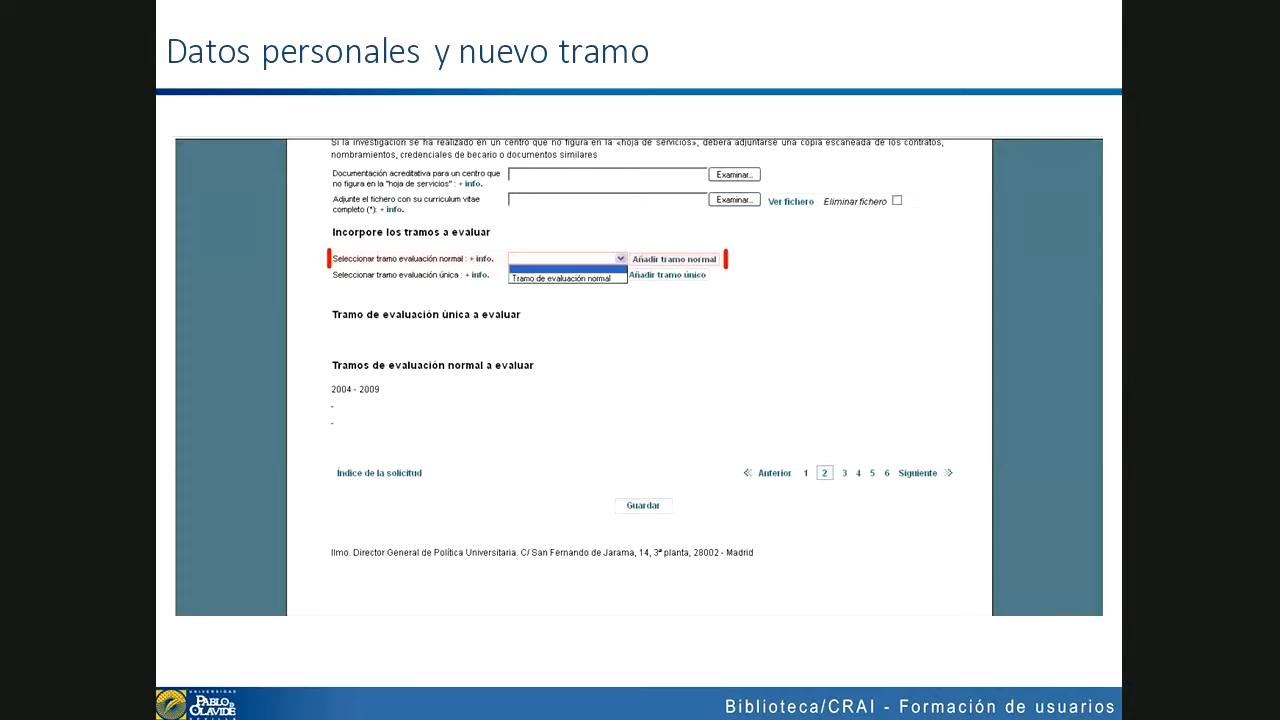 Datos personales y nuevo tramo
Si la investigación se ha realizado en un centro que no figura en la «hoja de servicios», deberá adjuntarse una copia escaneada de los contratos,
nombramientos, credenciales de becario o documentos similares
Documentación acreditativa para un centro que
no figura en la "hoja de servicios" : + info.
Examinar...
Adjunte el fichero con su curriculum vitae
completo (*): + info.
Examinar...
Ver fichero
Eliminar fichero
Incorpore los tramos a evaluar
Seleccionar tramo evaluación normal : + info.
Añadir tramo normal
Tramo de evaluación normal
Seleccionar tramo evaluación única : + info.
Añadir tramo único
Tramo de evaluación única a evaluar
Tramos de evaluación normal a evaluar
2004 - 2009
-
-
Índice de la solicitud
Anterior 1 2 3 4 5 6 Siguiente
Guardar
Ilmo. Director General de Política Universitaria. C/ San Fernando de Jarama, 14, 3ª planta, 28002 - Madrid
UNIVERSIDAD
PABLO DE
OLAVIDE
SEVILLA
Biblioteca/CRAI - Formación de usuarios